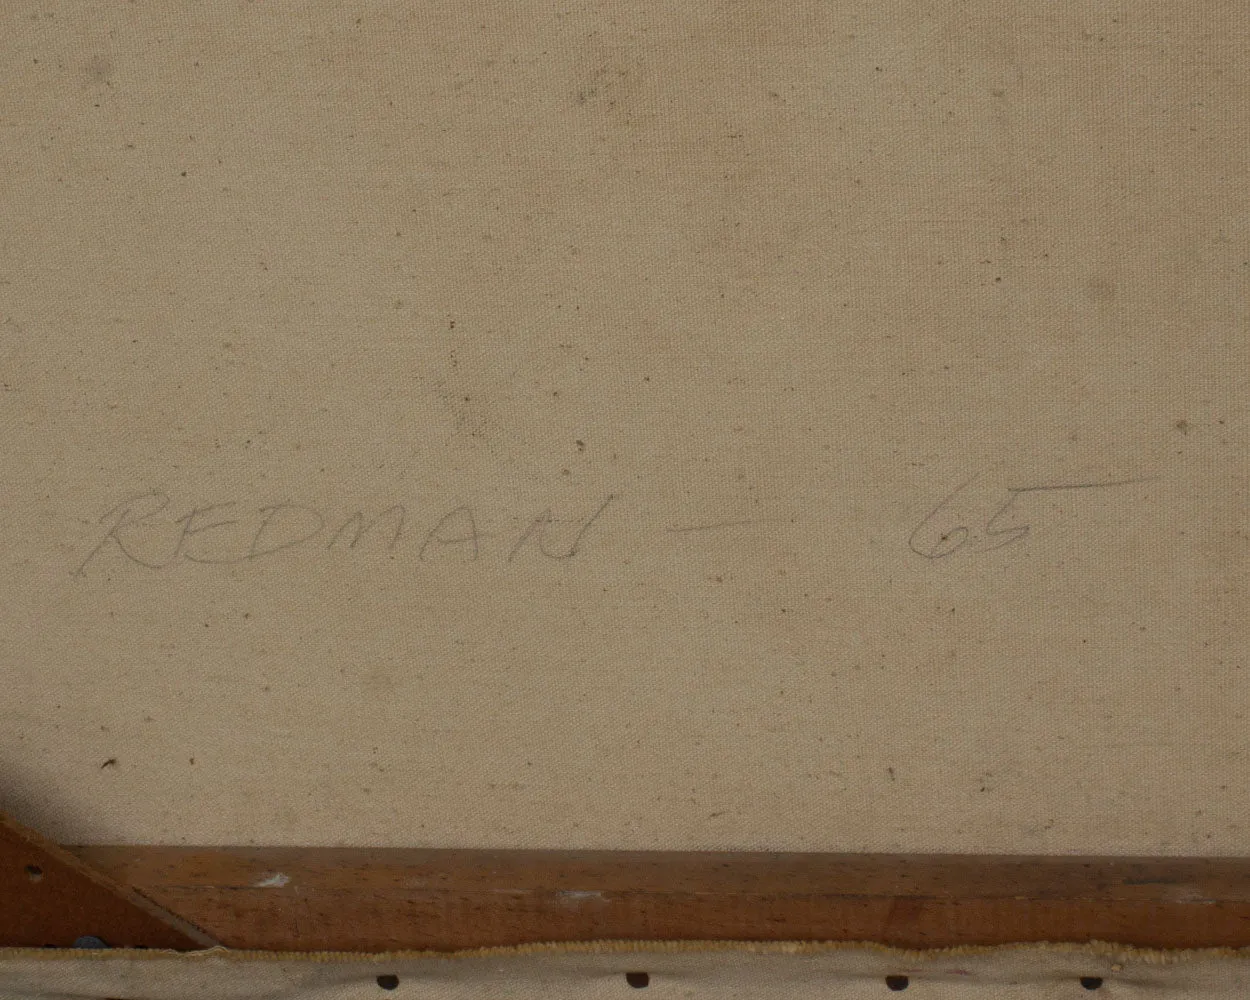 REDMAN — 65